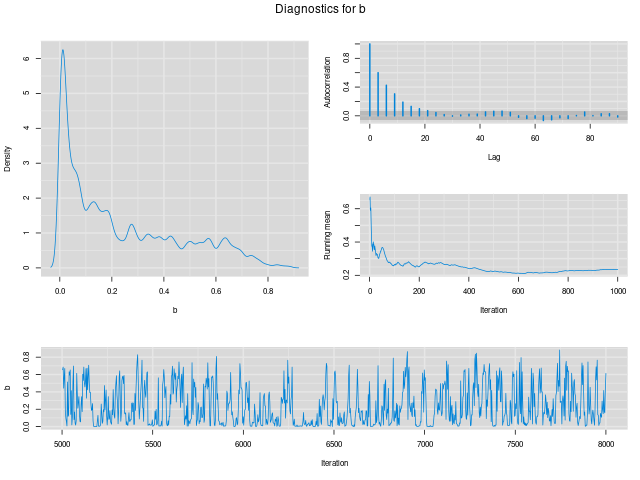 Diagnostics for b
Density
0 1 2 3 4 5 6
0.0 0.2 0.4 0.6 0.8
b
Autocorrelation
0.0 0.4 0.8
0 20 40 60 80
Lag
Running mean
0.2 0.4 0.6
0 200 400 600 800 1000
Iteration
b
0.0 0.2 0.4 0.6 0.8
5000 5500 6000 6500 7000 7500 8000
Iteration